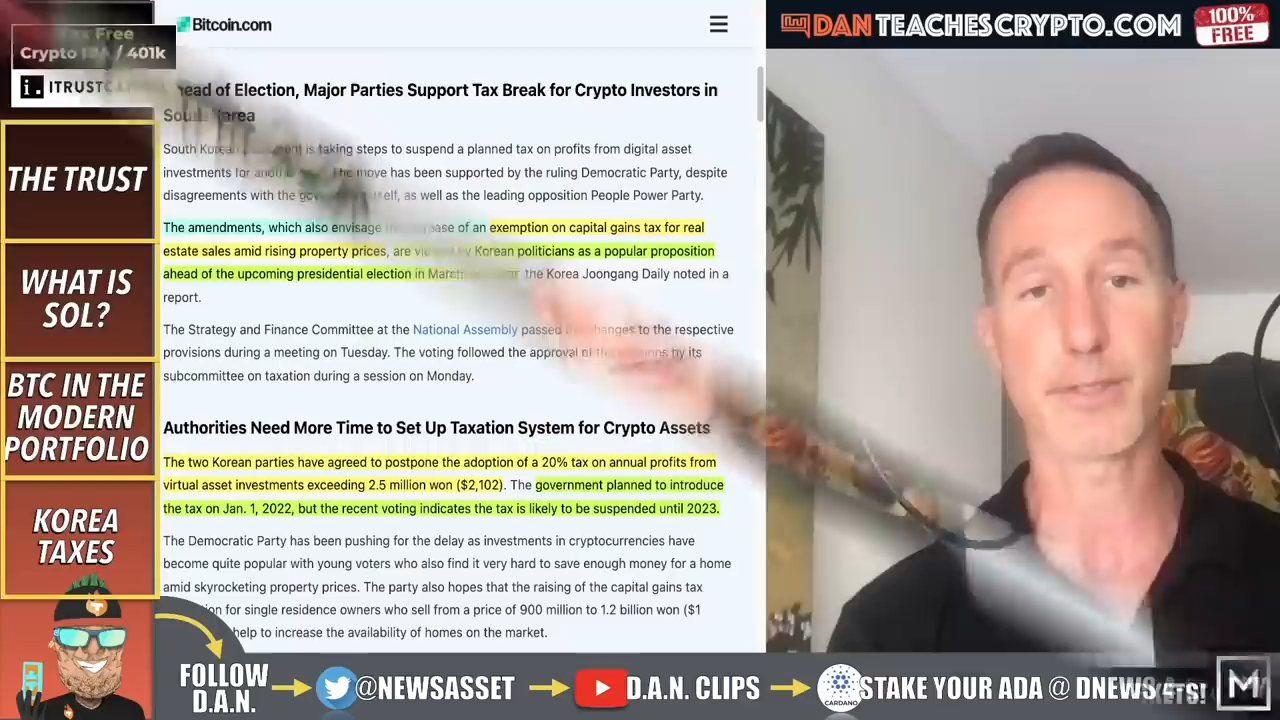 Free
Crypto IRA / 401k
i. ITRUSTCA
THE TRUST
WHAT IS
SOL?
BTC IN THE
MODERN
PORTFOLIO
KOREA
TAXES
Bitcoin.com
head of Election, Major Parties Support Tax Break for Crypto Investors in
South Korea
South Korean is taking steps to suspend a planned tax on profits from digital asset
investments for The move has been supported by the ruling Democratic Party, despite
disagreements with the as well as the leading opposition People Power Party.
The amendments, which also envisage of an exemption on capital gains tax for real
estate sales amid rising property prices, are by Korean politicians as a popular proposition
ahead of the upcoming presidential election in the Korea Joongang Daily noted in a
report.
The Strategy and Finance Committee at the National Assembly passed changes to the respective
provisions during a meeting on Tuesday. The voting followed the approval by its
subcommittee on taxation during a session on Monday.
Authorities Need More Time to Set Up Taxation System for Crypto Assets
The two Korean parties have agreed to postpone the adoption of a 20% tax on annual profits from
virtual asset investments exceeding 2.5 million won ($2,102). The government planned to introduce
the tax on Jan. 1, 2022, but the recent voting indicates the tax is likely to be suspended until 2023.
The Democratic Party has been pushing for the delay as investments in cryptocurrencies have
become quite popular with young voters who also find it very hard to save enough money for a home
amid skyrocketing property prices. The party also hopes that the raising of the capital gains tax
for single residence owners who sell from a price of 900 million to 1.2 billion won ($1
help to increase the availability of homes on the market.
DANTEACHESCRYPTO.COM
100%
FREE
FOLLOW
D.A.N.
@NEWSASSET
D.A.N. CLIPS
CARDANO
STAKE YOUR ADA @ DNEWS
M